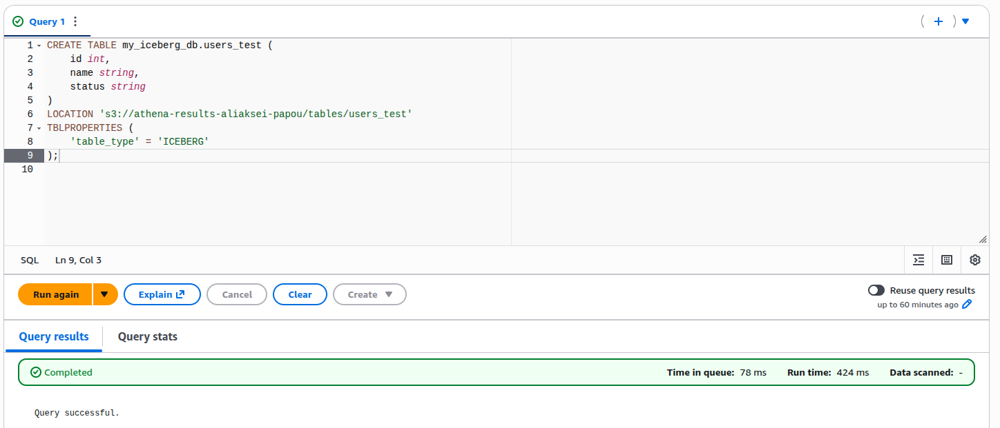 Query 1
1 CREATE TABLE my_iceberg_db.users_test (
2     id int,
3     name string,
4     status string
5 )
6 LOCATION 's3://athena-results-aliaksei-papou/tables/users_test'
7 TBLPROPERTIES (
8     'table_type' = 'ICEBERG'
9 );
10
SQL Ln 9, Col 3
Run again Explain Cancel Clear Create Reuse query results
up to 60 minutes ago
Query results Query stats
Completed Time in queue: 78 ms Run time: 424 ms Data scanned: -
Query successful.